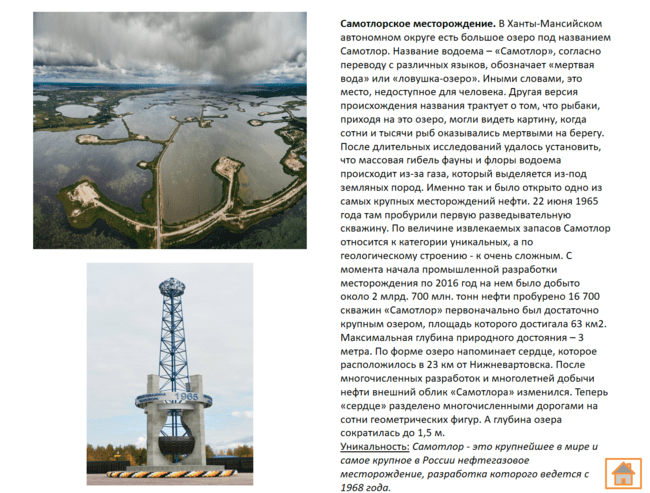 Самотлорское месторождение. В Ханты-Мансийском
автономном округе есть большое озеро под названием
Самотлор. Название водоема – «Самотлор», согласно
переводу с различных языков, обозначает «мертвая
вода» или «ловушка-озеро». Иными словами, это
место, недоступное для человека. Другая версия
происхождения названия трактует о том, что рыбаки,
приходя на это озеро, могли видеть картину, когда
сотни и тысячи рыб оказывались мертвыми на берегу.
После длительных исследований удалось установить,
что массовая гибель фауны и флоры водоема
происходит из-за газа, который выделяется из-под
земляных пород. Именно так и было открыто одно из
самых крупных месторождений нефти. 22 июня 1965
года там пробурили первую разведывательную
скважину. По величине извлекаемых запасов Самотлор
относится к категории уникальных, а по
геологическому строению - к очень сложным. С
момента начала промышленной разработки
месторождения по 2016 год на нем было добыто
около 2 млрд. 700 млн. тонн нефти пробурено 16 700
скважин «Самотлор» первоначально был достаточно
крупным озером, площадь которого достигала 63 км2.
Максимальная глубина природного достояния – 3
метра. По форме озеро напоминает сердце, которое
расположилось в 23 км от Нижневартовска. После
многочисленных разработок и многолетней добычи
нефти внешний облик «Самотлора» изменился. Теперь
«сердце» разделено многочисленными дорогами на
сотни геометрических фигур. А глубина озера
сократилась до 1,5 м.
Уникальность: Самотлор - это крупнейшее в мире и
самое крупное в России нефтегазовое
месторождение, разработка которого ведется с
1968 года.
1965